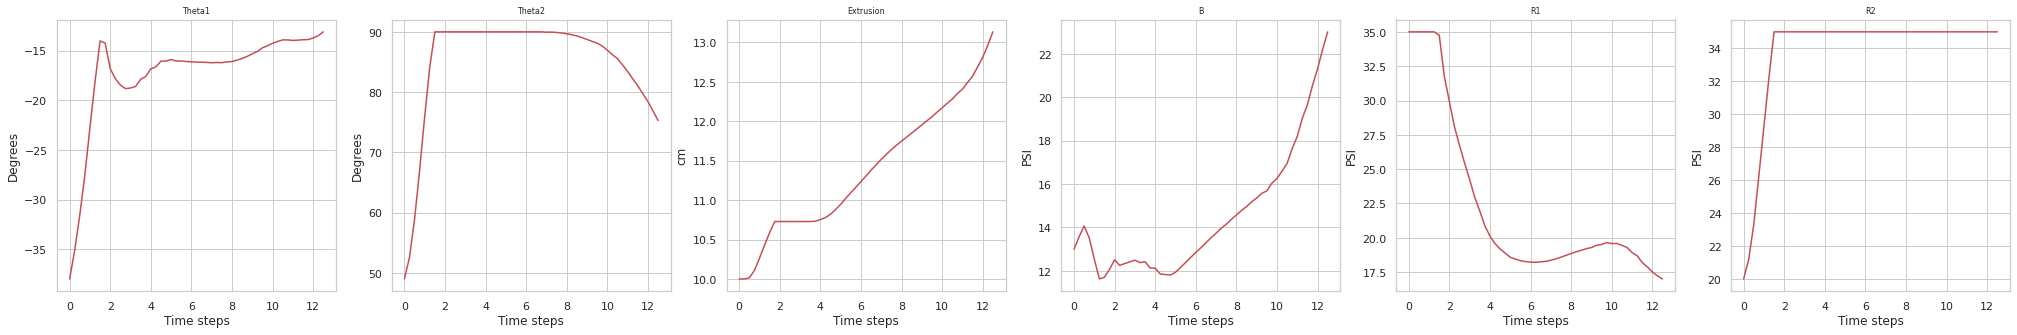 Theta1
Degrees
−15
−20
−25
−30
−35
0 2 4 6 8 10 12
Time steps
Theta2
Degrees
90
80
70
60
50
0 2 4 6 8 10 12
Time steps
Extrusion
cm
13.0
12.5
12.0
11.5
11.0
10.5
10.0
0 2 4 6 8 10 12
Time steps
B
PSI
22
20
18
16
14
12
0 2 4 6 8 10 12
Time steps
R1
PSI
35.0
32.5
30.0
27.5
25.0
22.5
20.0
17.5
0 2 4 6 8 10 12
Time steps
R2
PSI
34
32
30
28
26
24
22
20
0 2 4 6 8 10 12
Time steps